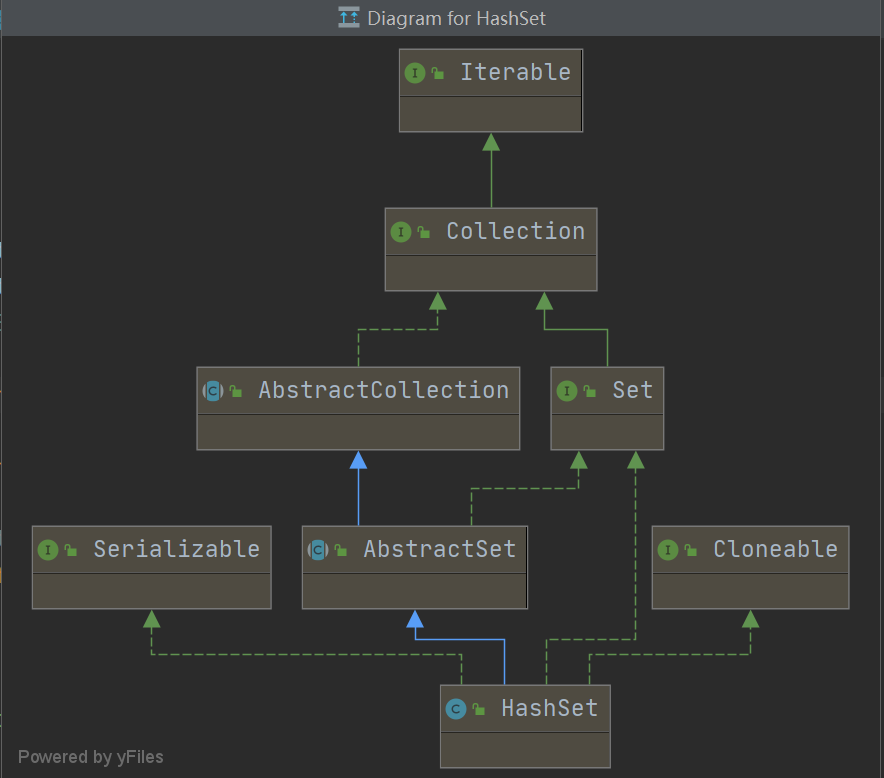 Diagram for HashSet
I Iterable
I Collection
C AbstractCollection
I Set
I Serializable
C AbstractSet
I Cloneable
C HashSet
Powered by yFiles